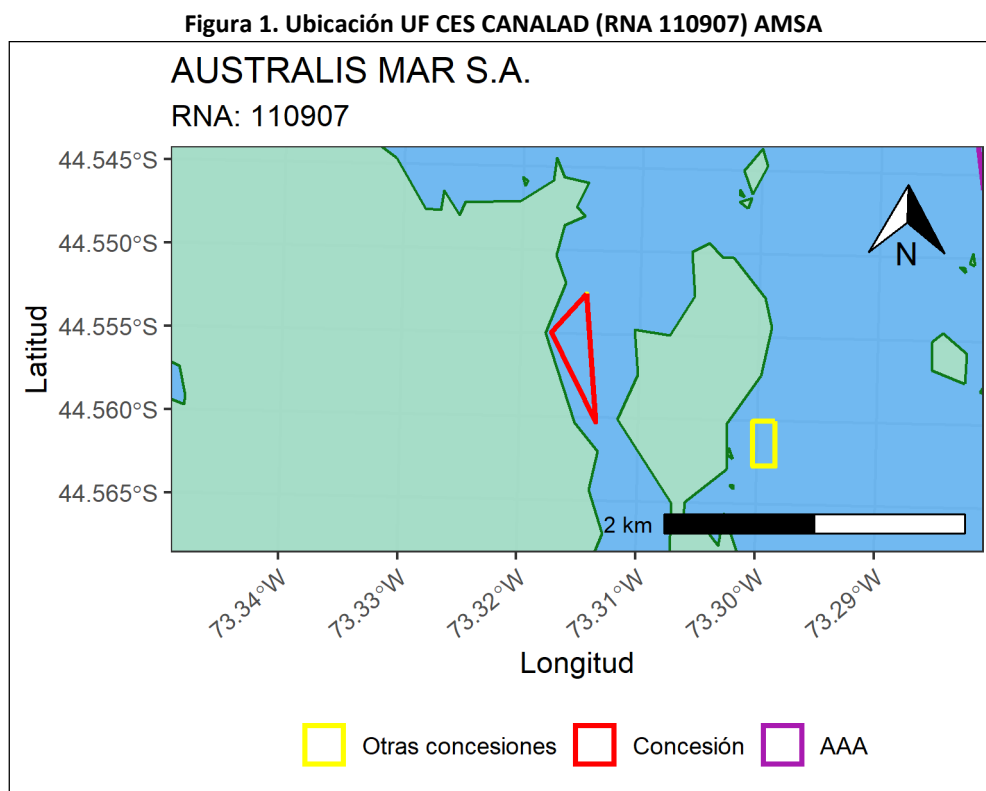 Figura 1. Ubicación UF CES CANALAD (RNA 110907) AMSA
AUSTRALIS MAR S.A.
RNA: 110907
44.545°S
44.550°S
44.555°S
44.560°S
44.565°S
Latitud
N
2 km
73.34°W
73.33°W
73.32°W
73.31°W
73.30°W
73.29°W
Longitud
Otras concesiones
Concesión
AAA